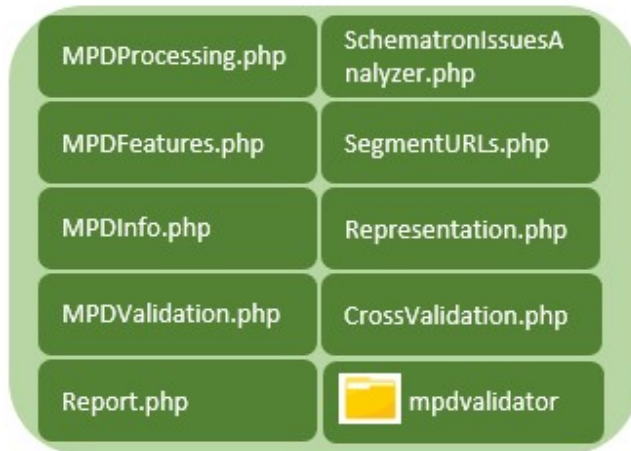 MPDProcessing.php
SchematronIssuesA
nalyzer.php
MPDFeatures.php
SegmentURLs.php
MPDInfo.php
Representation.php
MPDValidation.php
CrossValidation.php
Report.php
mpdvalidator